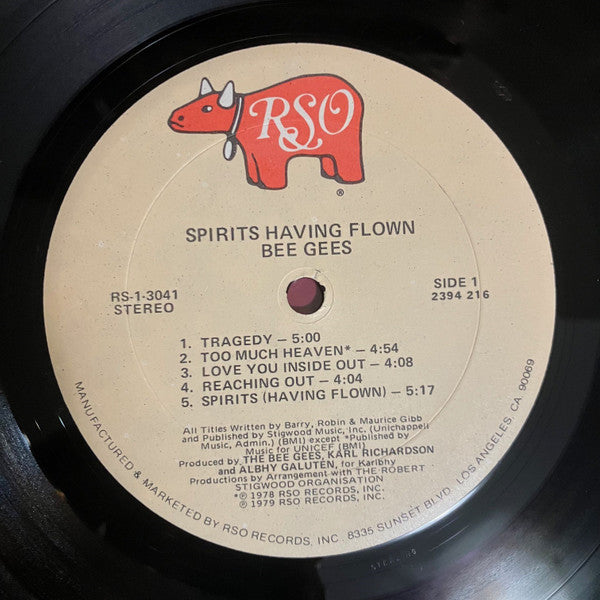 RSO
®
SPIRITS HAVING FLOWN
BEE GEES
RS-1-3041
STEREO
SIDE 1
2394 216
1. TRAGEDY – 5:00
2. TOO MUCH HEAVEN* – 4:54
3. LOVE YOU INSIDE OUT – 4:08
4. REACHING OUT – 4:04
5. SPIRITS (HAVING FLOWN) – 5:17
All Titles Written by Barry, Robin & Maurice Gibb
and Published by Stigwood Music, Inc. (Unichappell
Music, Admin.) (BMI) except *Published by
Music for UNICEF (BMI)
Produced by THE BEE GEES, KARL RICHARDSON
and ALBHY GALUTEN, for Karlbhy
Productions by Arrangement with THE ROBERT
STIGWOOD ORGANISATION
*℗ 1978 RSO RECORDS, INC.
℗ 1979 RSO RECORDS, INC.
MANUFACTURED & MARKETED BY RSO RECORDS, INC. 8335 SUNSET BLVD. LOS ANGELES, CA. 90069